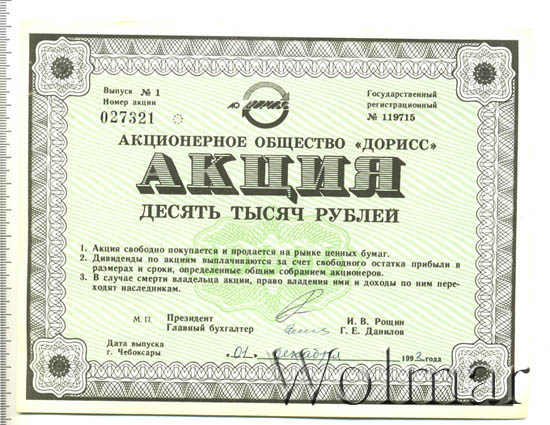 Выпуск № 1
Номер акции
027321
АО ДОРИСС
Государственный
регистрационный
№ 119715
АКЦИОНЕРНОЕ ОБЩЕСТВО «ДОРИСС»
АКЦИЯ
ДЕСЯТЬ ТЫСЯЧ РУБЛЕЙ
1. Акция свободно покупается и продается на рынке ценных бумаг.
2. Дивиденды по акциям выплачиваются за счет свободного остатка прибыли в
размерах и сроки, определенные общим собранием акционеров.
3. В случае смерти владельца акции, право владения ими и доходы по ним пере-
ходят наследникам.
М. П.
Президент
Главный бухгалтер
И. В. Рощин
Г. Е. Данилов
Дата выпуска
г. Чебоксары
«01» декабря 1992 года
Wolmar